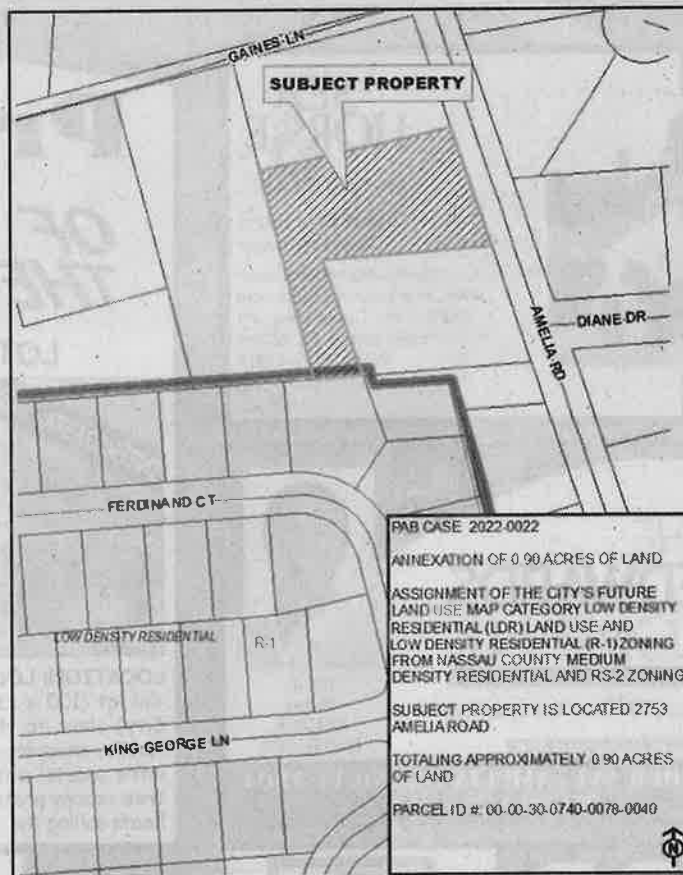 GAINES LN
SUBJECT PROPERTY
AMELIA RD
DIANE DR
FERDINAND CT
LOW DENSITY RESIDENTIAL
R-1
KING GEORGE LN
PAB CASE 2022-0022
ANNEXATION OF 0.90 ACRES OF LAND
ASSIGNMENT OF THE CITY'S FUTURE
LAND USE MAP CATEGORY LOW DENSITY
RESIDENTIAL (LDR) LAND USE AND
LOW DENSITY RESIDENTIAL (R-1) ZONING
FROM NASSAU COUNTY MEDIUM
DENSITY RESIDENTIAL AND RS-2 ZONING
SUBJECT PROPERTY IS LOCATED 2753
AMELIA ROAD
TOTALING APPROXIMATELY 0.90 ACRES
OF LAND
PARCEL ID #: 00-00-30-0740-0078-0040
N